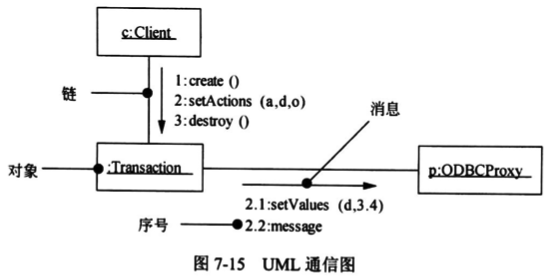 c:Client
链
1:create ()
2:setActions (a,d,o)
3:destroy ()
消息
对象
:Transaction
p:ODBCProxy
2.1:setValues (d,3.4)
序号
2.2:message
图 7-15 UML 通信图